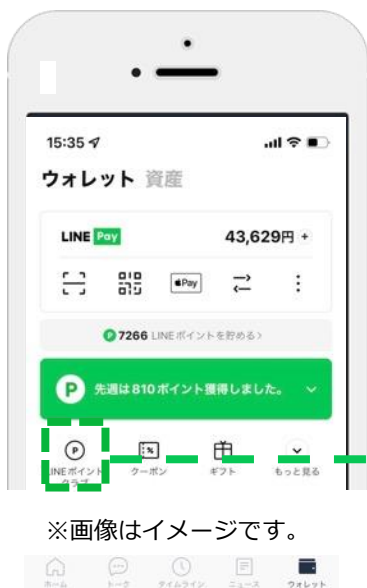 15:35
ウォレット 資産
LINE Pay 43,629円 +
Pay
P 7266 LINEポイントを貯める>
P 先週は810ポイント獲得しました。
P
LINEポイント
クラブ
クーポン
ギフト
もっと見る
※画像はイメージです。
ホーム トーク タイムライン ニュース ウォレット